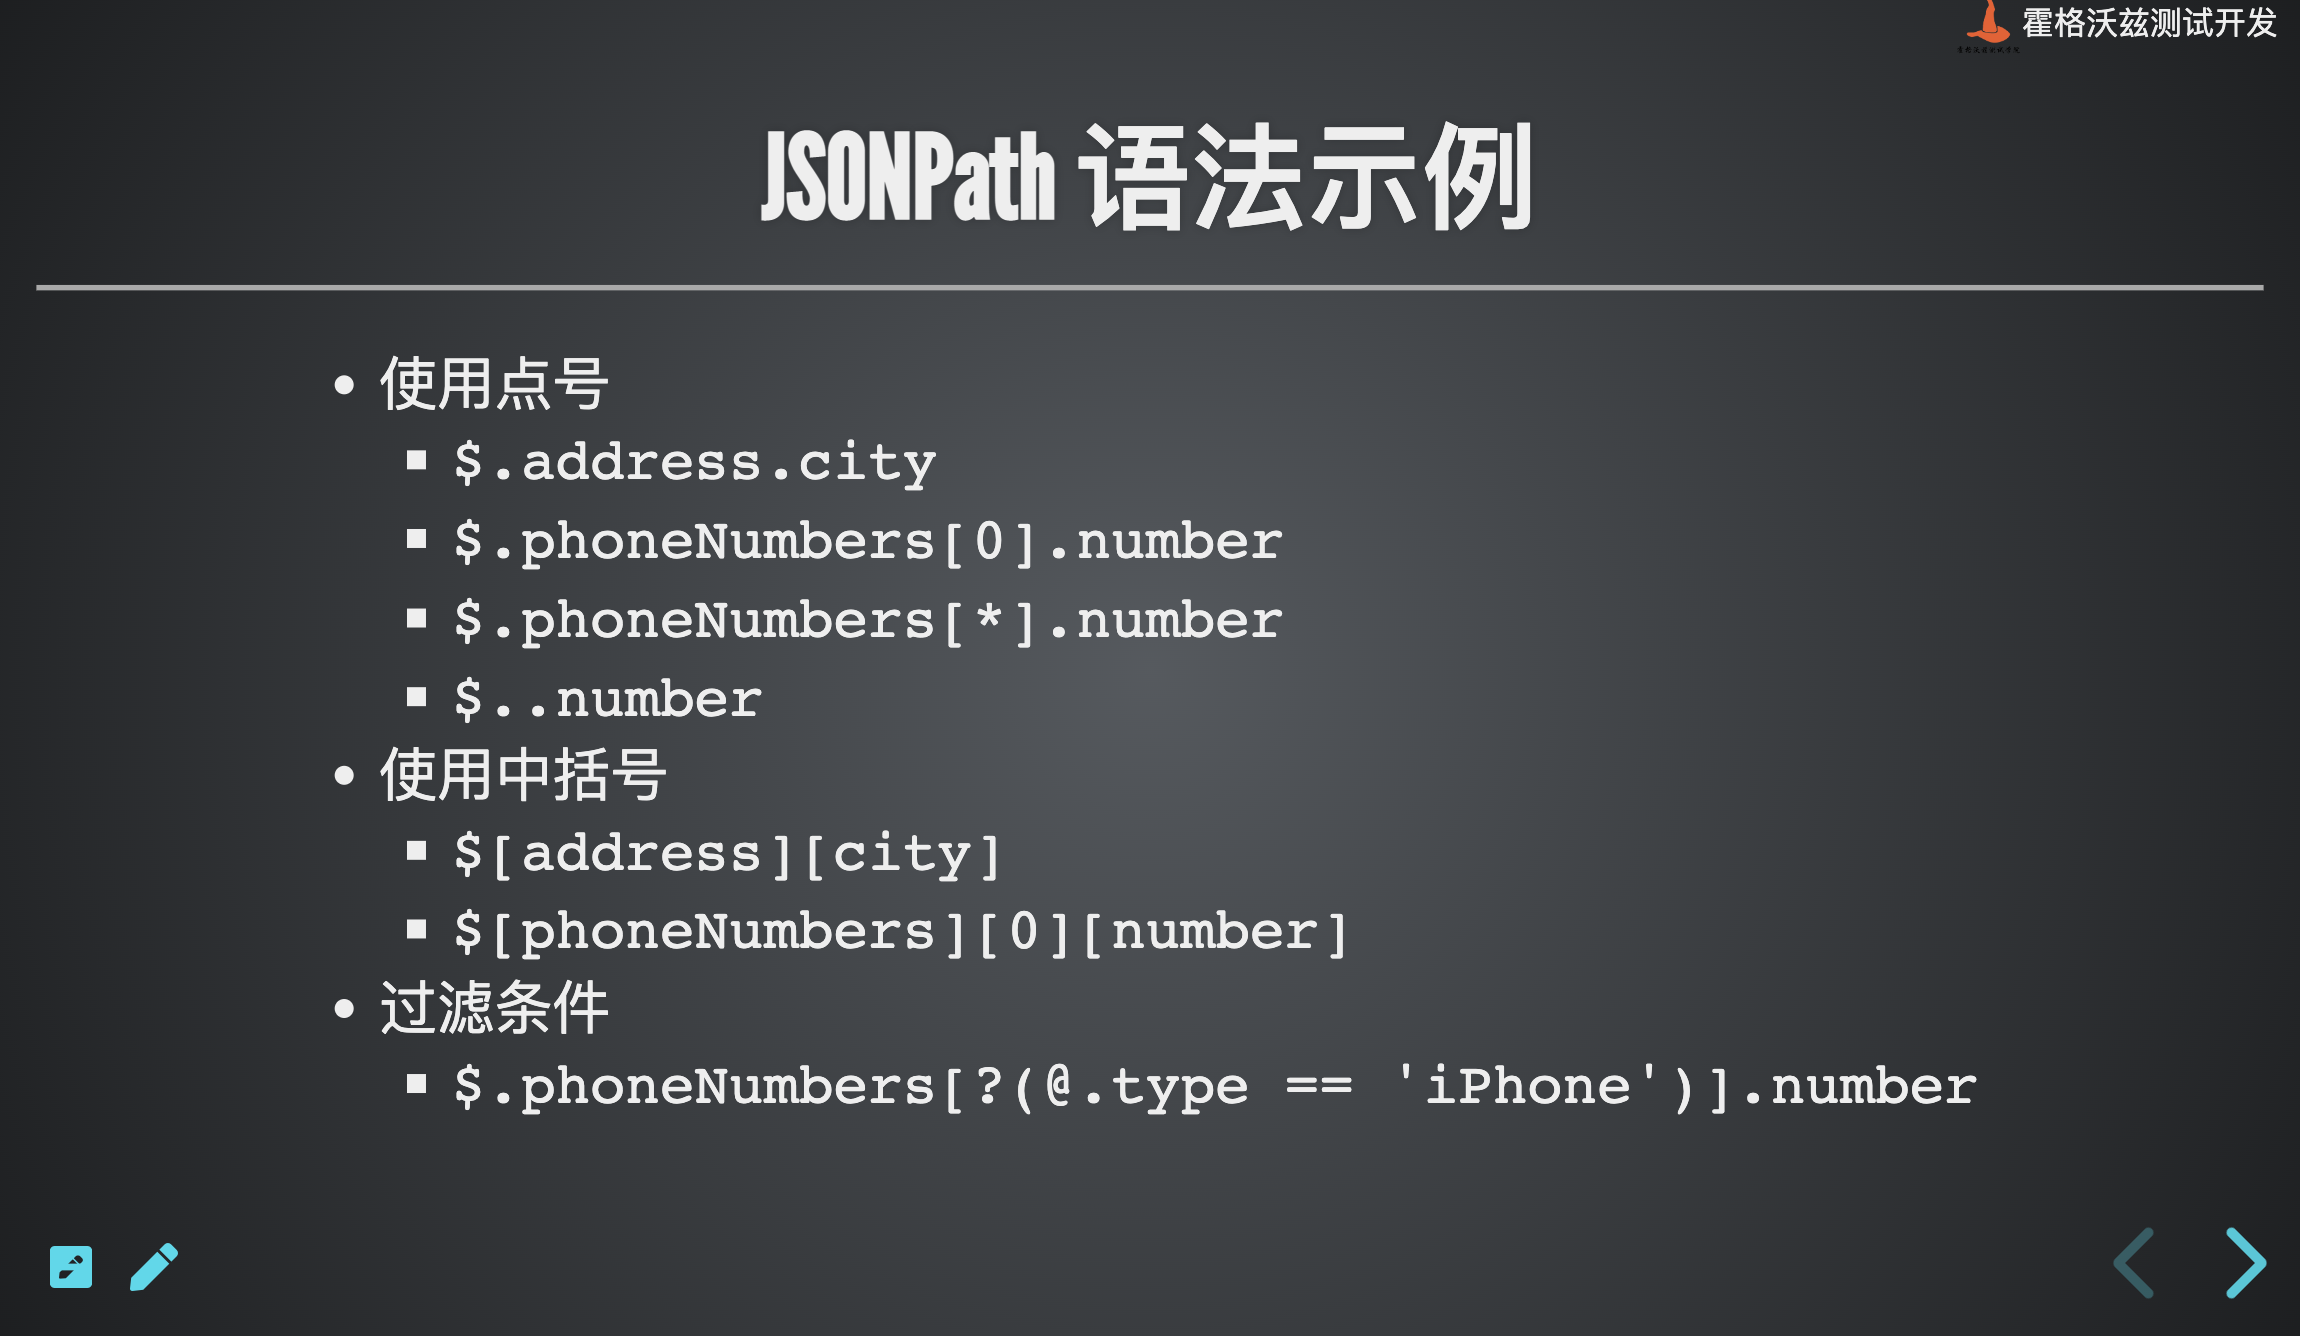 霍格沃兹测试开发
JSONPath 语法示例
使用点号
$.address.city
$.phoneNumbers[0].number
$.phoneNumbers[*].number
$..number
使用中括号
$[address][city]
$[phoneNumbers][0][number]
过滤条件
$.phoneNumbers[?(@.type == 'iPhone')].number